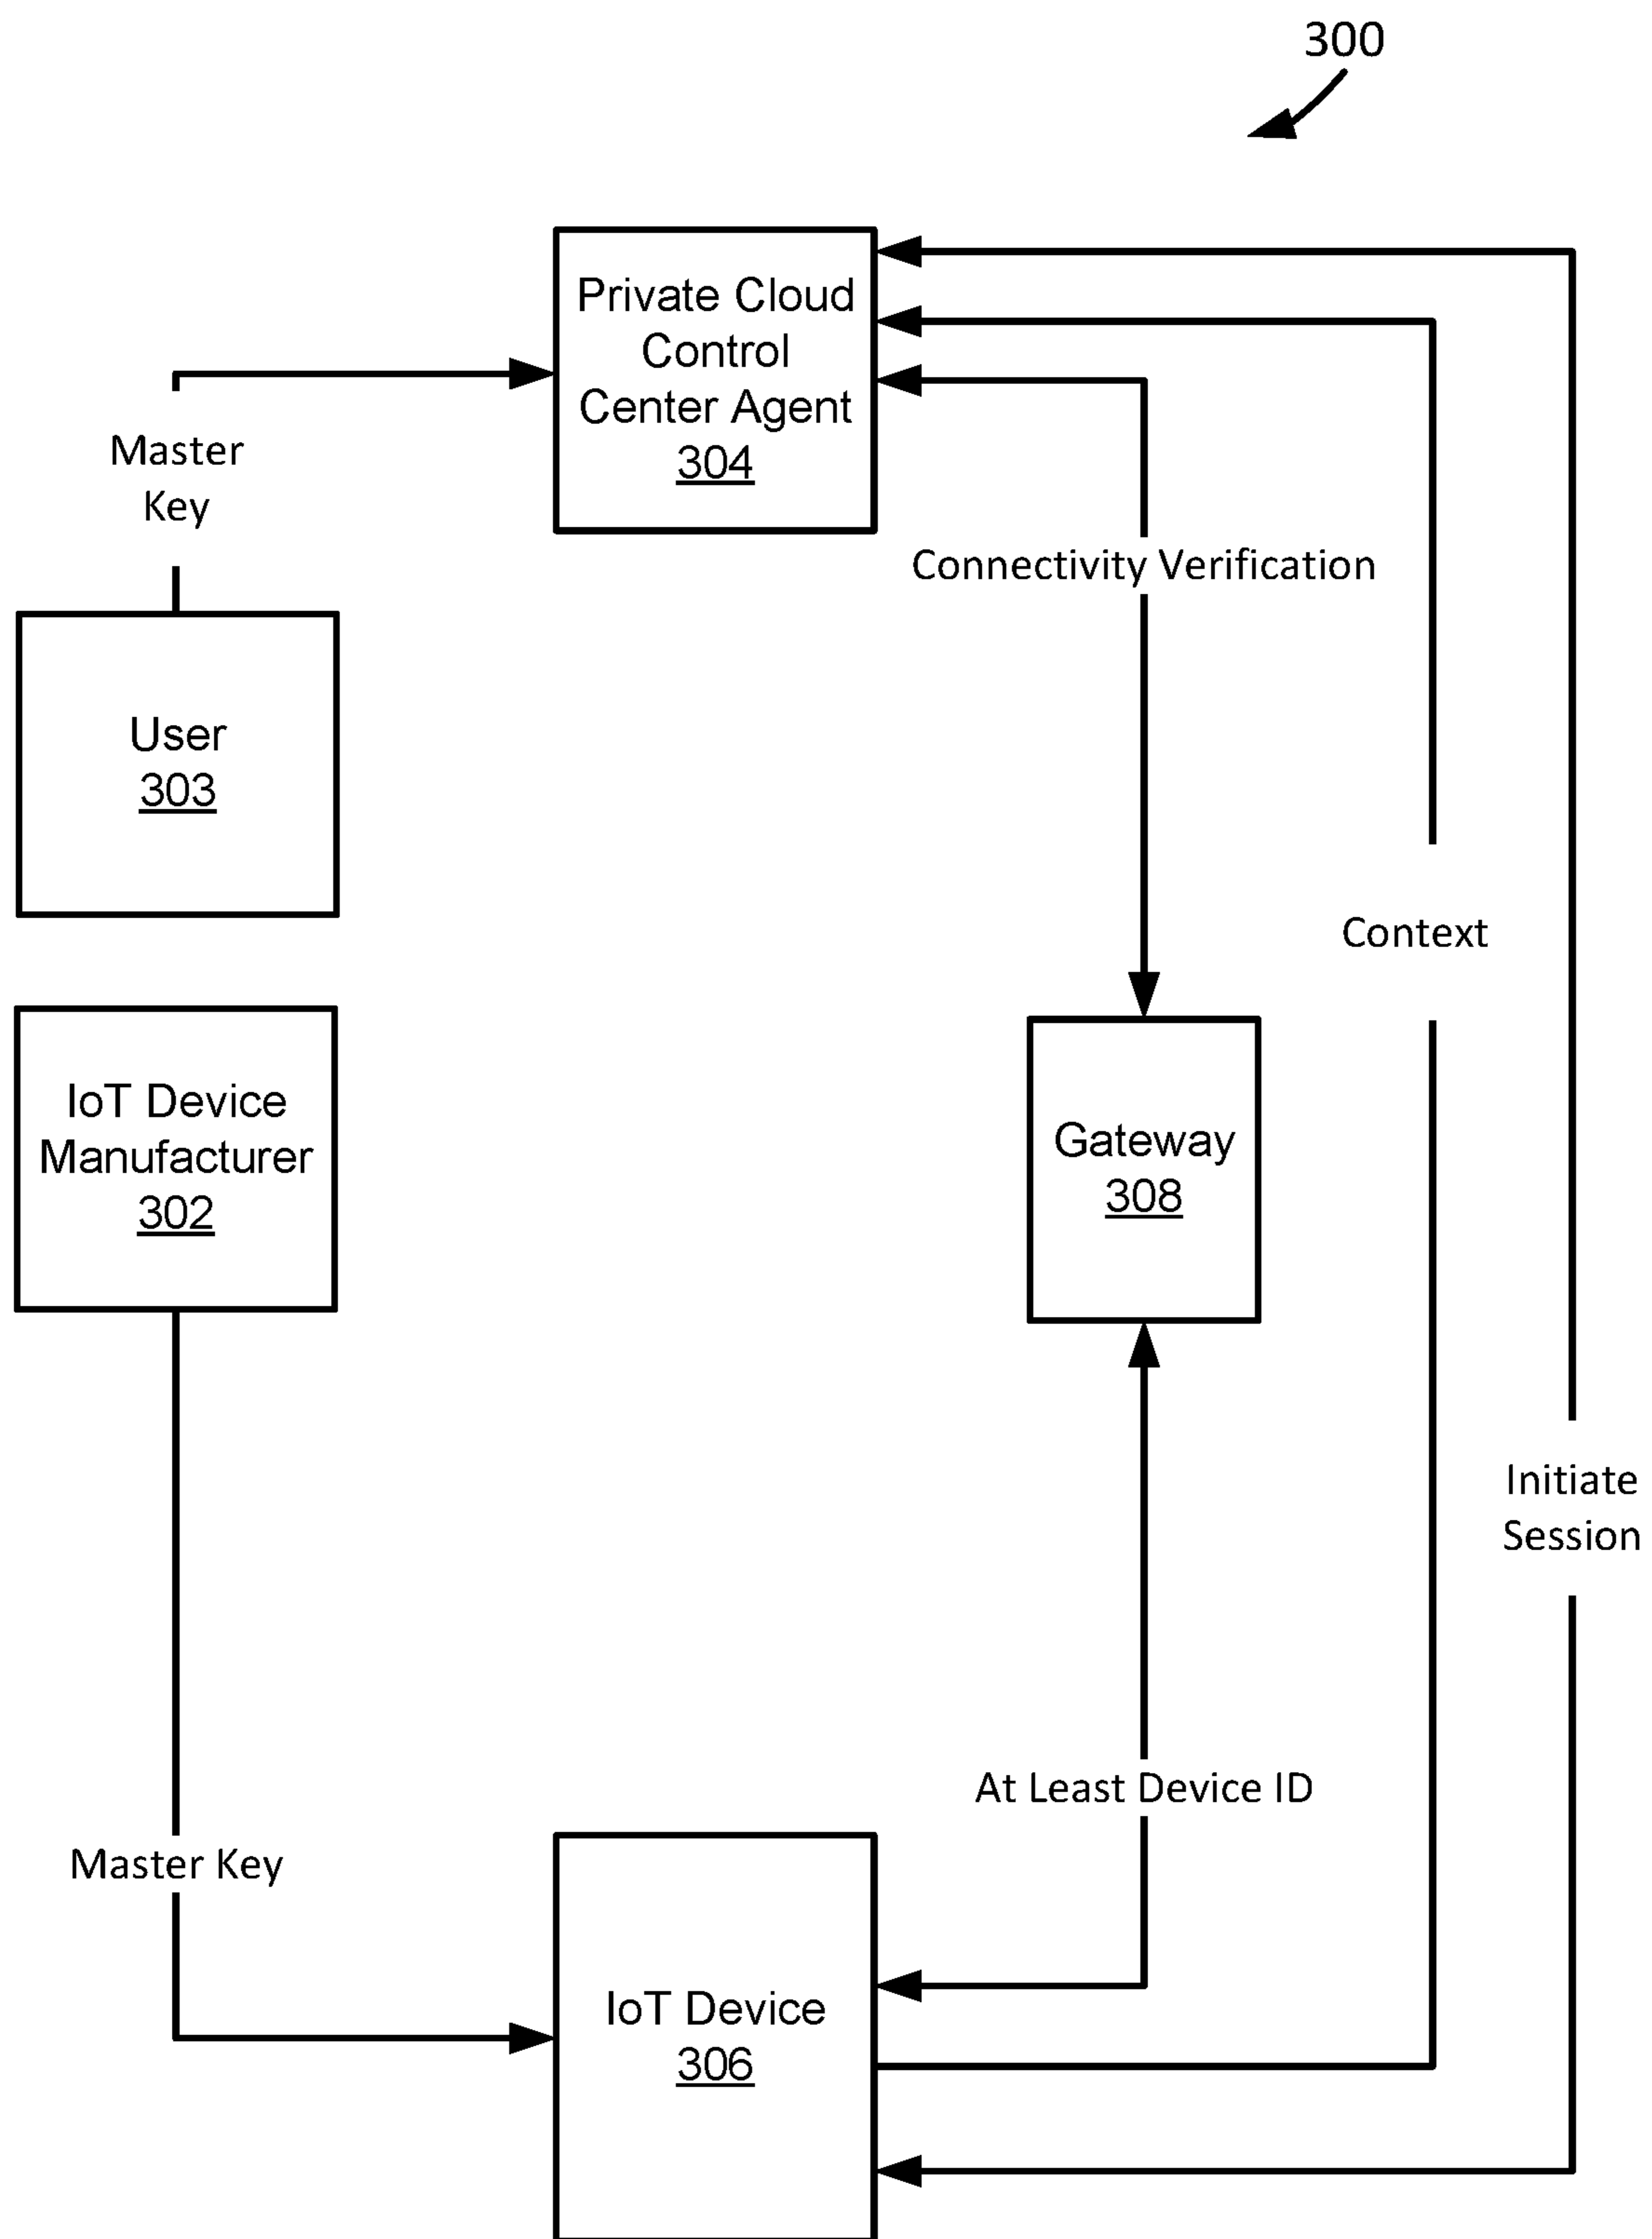 300
Private Cloud
Control
Center Agent
304
Master
Key
Connectivity Verification
User
303
Context
IoT Device
Manufacturer
302
Gateway
308
Initiate
Session
At Least Device ID
Master Key
IoT Device
306